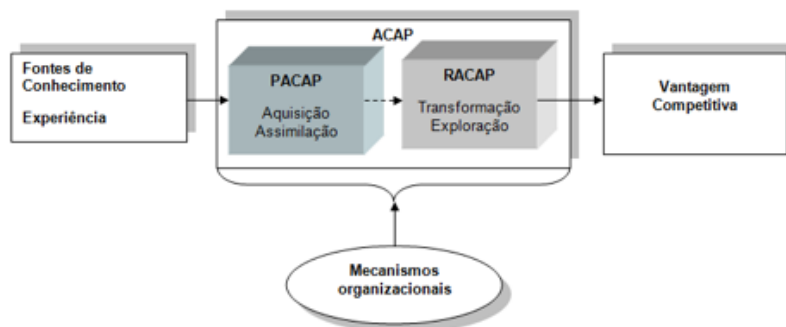 ACAP
Fontes de
Conhecimento
Experiência
PACAP
Aquisição
Assimilação
RACAP
Transformação
Exploração
Vantagem
Competitiva
Mecanismos
organizacionais